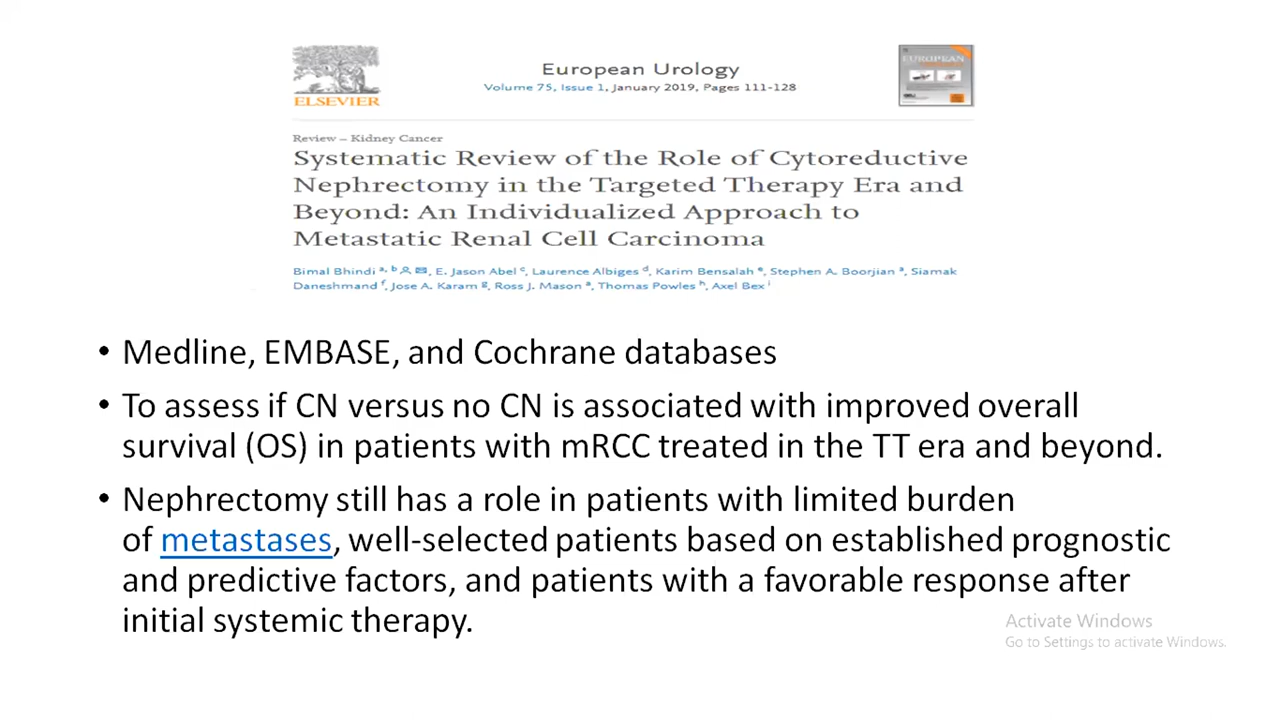 ELSEVIER
European Urology
Volume 75, Issue 1, January 2019, Pages 111-128
EUROPEAN
Review – Kidney Cancer
Systematic Review of the Role of Cytoreductive
Nephrectomy in the Targeted Therapy Era and
Beyond: An Individualized Approach to
Metastatic Renal Cell Carcinoma
Bimal Bhindi a, b, E. Jason Abel c, Laurence Albiges d, Karim Bensalah e, Stephen A. Boorjian a, Siamak
Daneshmand f, Jose A. Karam g, Ross J. Mason a, Thomas Powles h, Axel Bex i
• Medline, EMBASE, and Cochrane databases
• To assess if CN versus no CN is associated with improved overall
survival (OS) in patients with mRCC treated in the TT era and beyond.
• Nephrectomy still has a role in patients with limited burden
of metastases, well-selected patients based on established prognostic
and predictive factors, and patients with a favorable response after
initial systemic therapy.
Activate Windows
Go to Settings to activate Windows.